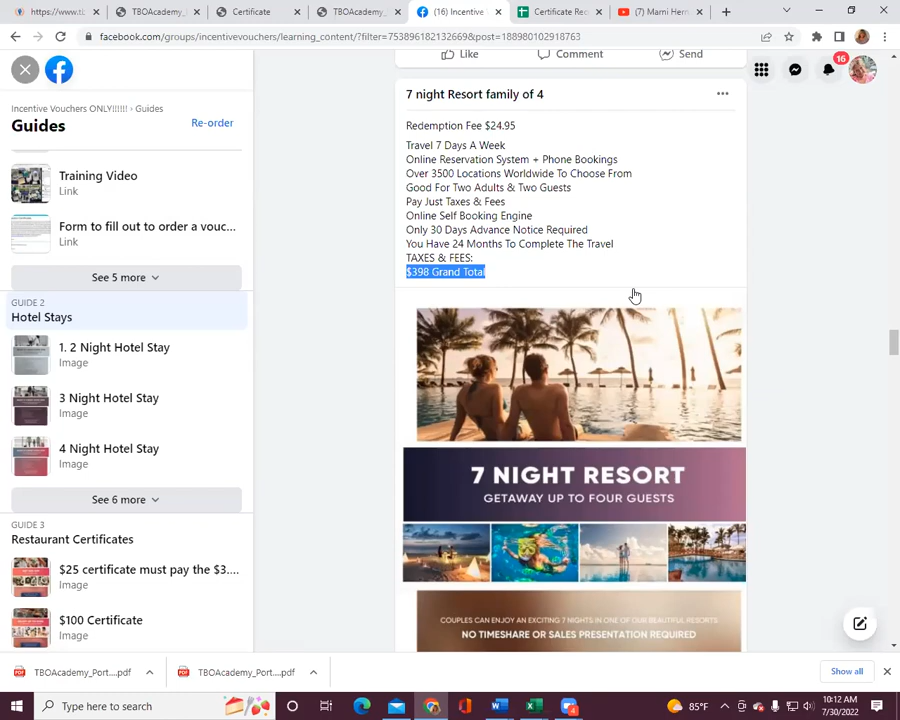 https://www.tl
TBOAcademy_
Certificate
TBOAcademy_
(16) Incentive
Certificate Rec
(7) Marni Herr
facebook.com/groups/incentivevouchers/learning_content/?filter=753896182132669&post=188980102918763
Like
Comment
Send
16
Incentive Vouchers ONLY!!!!!! › Guides
Guides
Re-order
Training Video
Link
Form to fill out to order a vouc...
Link
See 5 more
GUIDE 2
Hotel Stays
1. 2 Night Hotel Stay
Image
3 Night Hotel Stay
Image
4 Night Hotel Stay
Image
See 6 more
GUIDE 3
Restaurant Certificates
$25 certificate must pay the $3....
Image
$100 Certificate
Image
7 night Resort family of 4
Redemption Fee $24.95
Travel 7 Days A Week
Online Reservation System + Phone Bookings
Over 3500 Locations Worldwide To Choose From
Good For Two Adults & Two Guests
Pay Just Taxes & Fees
Online Self Booking Engine
Only 30 Days Advance Notice Required
You Have 24 Months To Complete The Travel
TAXES & FEES:
$398 Grand Total
7 NIGHT RESORT
GETAWAY UP TO FOUR GUESTS
COUPLES CAN ENJOY AN EXCITING 7 NIGHTS IN ONE OF OUR BEAUTIFUL RESORTS
NO TIMESHARE OR SALES PRESENTATION REQUIRED
TBOAcademy_Port....pdf
TBOAcademy_Port....pdf
Show all
Type here to search
85°F
10:12 AM
7/30/2022